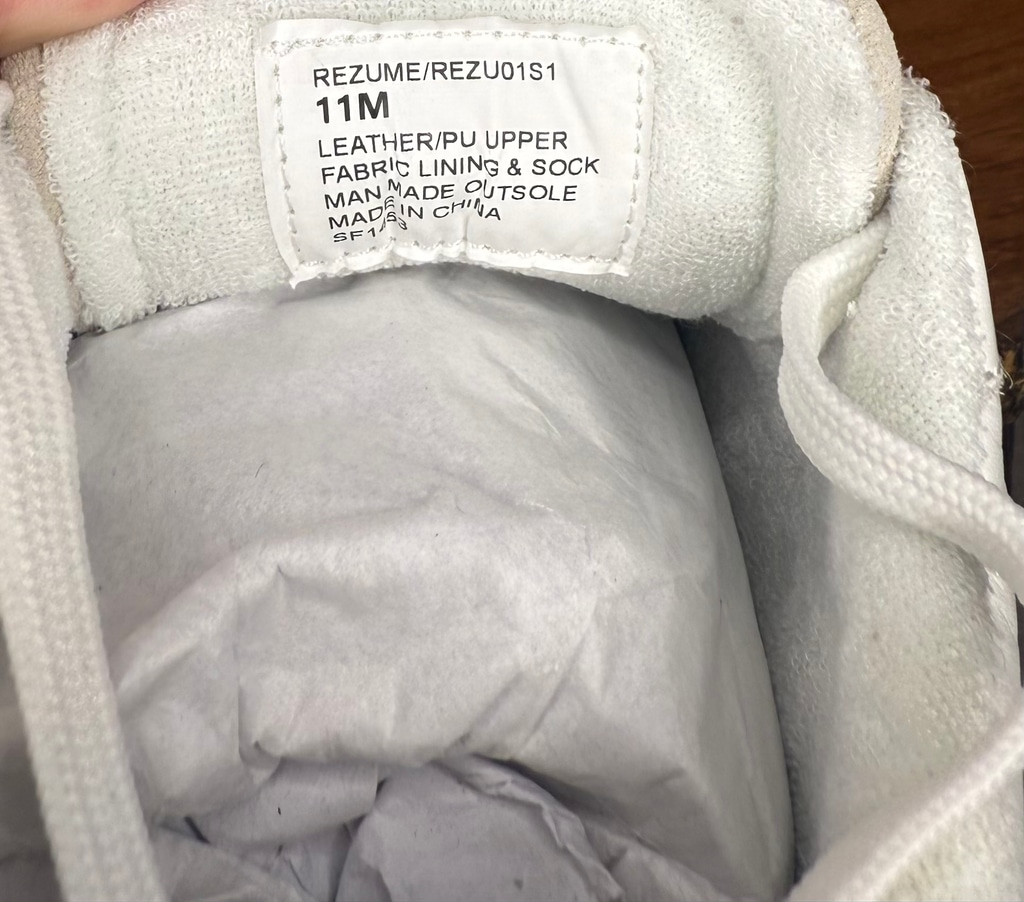 REZUME/REZU01S1
11M
LEATHER/PU UPPER
FABRIC LINING & SOCK
MAN MADE OUTSOLE
MADE IN CHINA